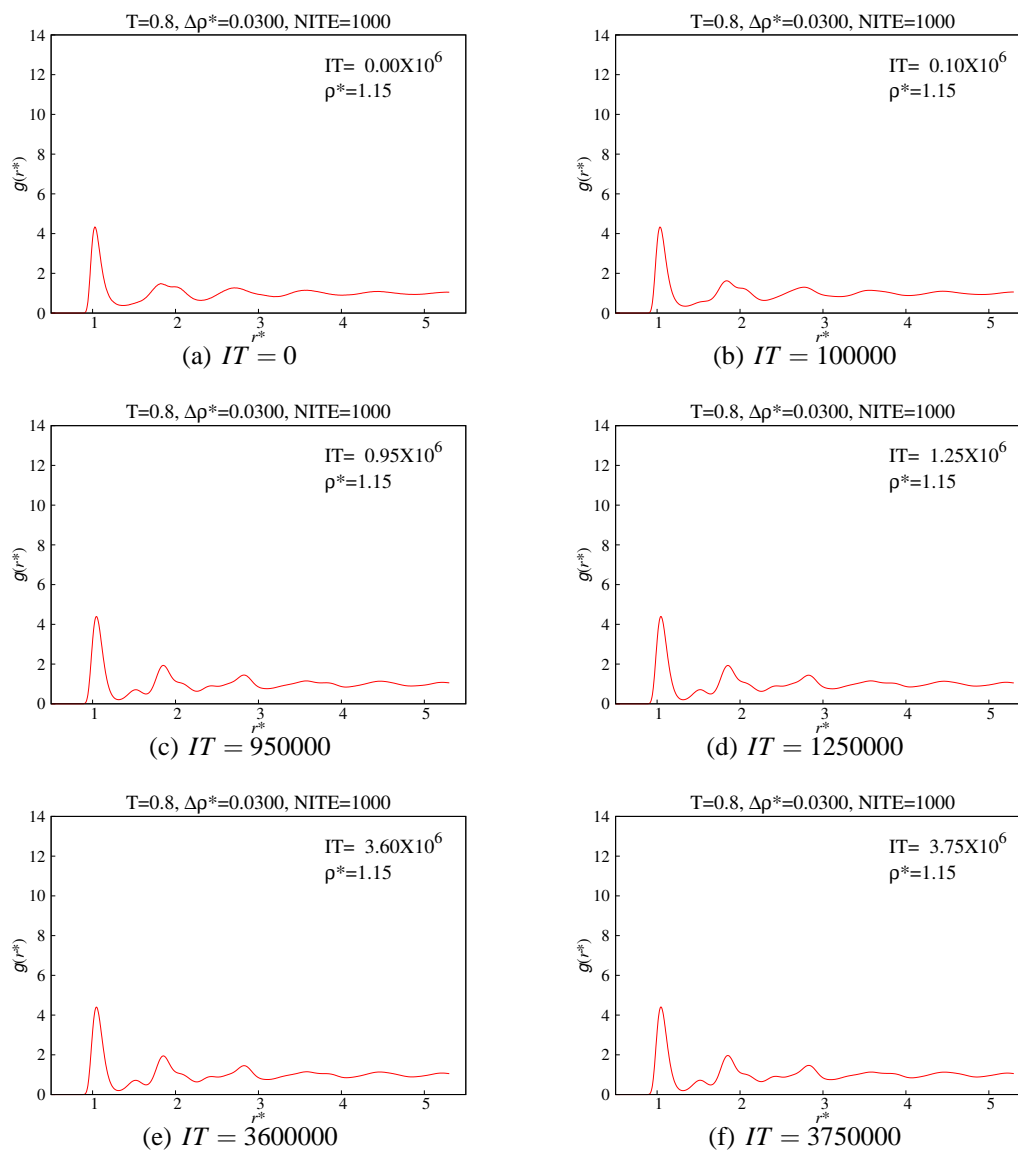 T=0.8, Δρ*=0.0300, NITE=1000
IT= 0.00X10^6
ρ*=1.15
g(r*)
14
12
10
8
6
4
2
0
1 2 3 4 5
r*
(a) IT = 0
T=0.8, Δρ*=0.0300, NITE=1000
IT= 0.10X10^6
ρ*=1.15
g(r*)
14
12
10
8
6
4
2
0
1 2 3 4 5
r*
(b) IT = 100000
T=0.8, Δρ*=0.0300, NITE=1000
IT= 0.95X10^6
ρ*=1.15
g(r*)
14
12
10
8
6
4
2
0
1 2 3 4 5
r*
(c) IT = 950000
T=0.8, Δρ*=0.0300, NITE=1000
IT= 1.25X10^6
ρ*=1.15
g(r*)
14
12
10
8
6
4
2
0
1 2 3 4 5
r*
(d) IT = 1250000
T=0.8, Δρ*=0.0300, NITE=1000
IT= 3.60X10^6
ρ*=1.15
g(r*)
14
12
10
8
6
4
2
0
1 2 3 4 5
r*
(e) IT = 3600000
T=0.8, Δρ*=0.0300, NITE=1000
IT= 3.75X10^6
ρ*=1.15
g(r*)
14
12
10
8
6
4
2
0
1 2 3 4 5
r*
(f) IT = 3750000